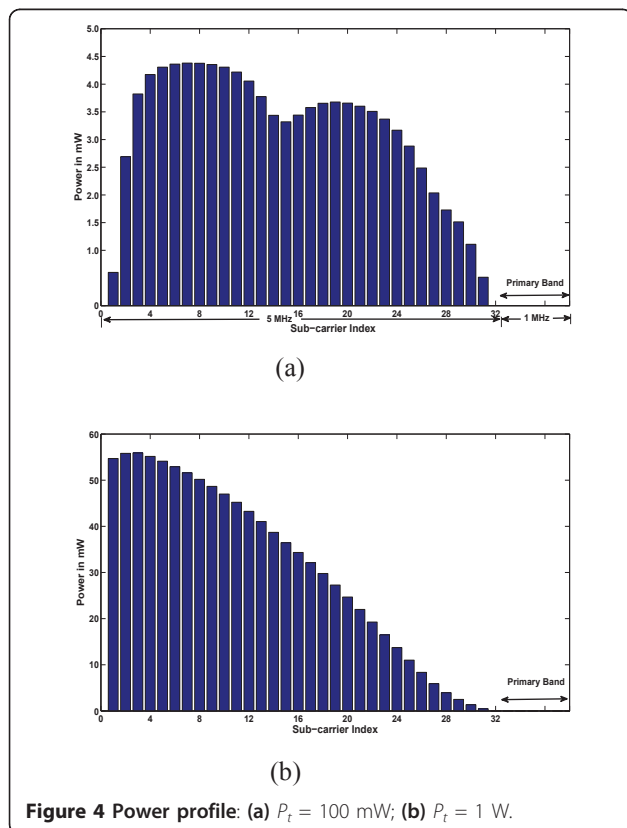 5.0
4.5
4.0
3.5
3.0
2.5
2.0
1.5
1.0
0.5
0
Power in mW
Primary Band
4 8 12 16 20 24 28 32
5 MHz 1 MHz
Sub-carrier Index
(a)
60
50
40
30
20
10
0
Power in mW
Primary Band
4 8 12 16 20 24 28 32
Sub-carrier Index
(b)
Figure 4 Power profile: (a) Pt = 100 mW; (b) Pt = 1 W.